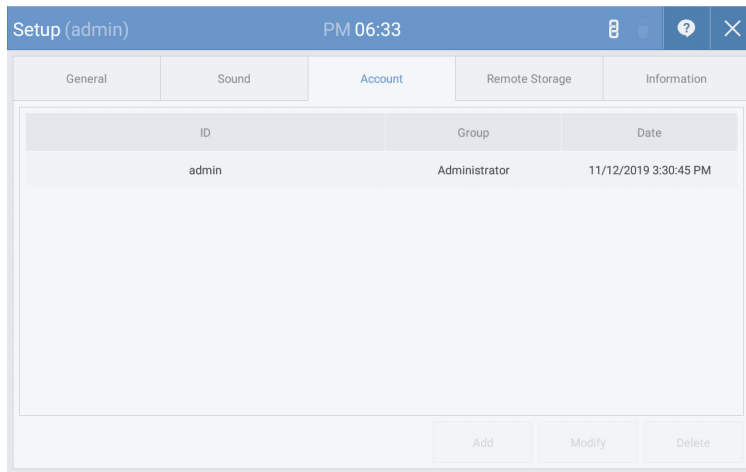 Setup (admin) PM 06:33 ?
General Sound Account Remote Storage Information
ID Group Date
admin Administrator 11/12/2019 3:30:45 PM
Add Modify Delete